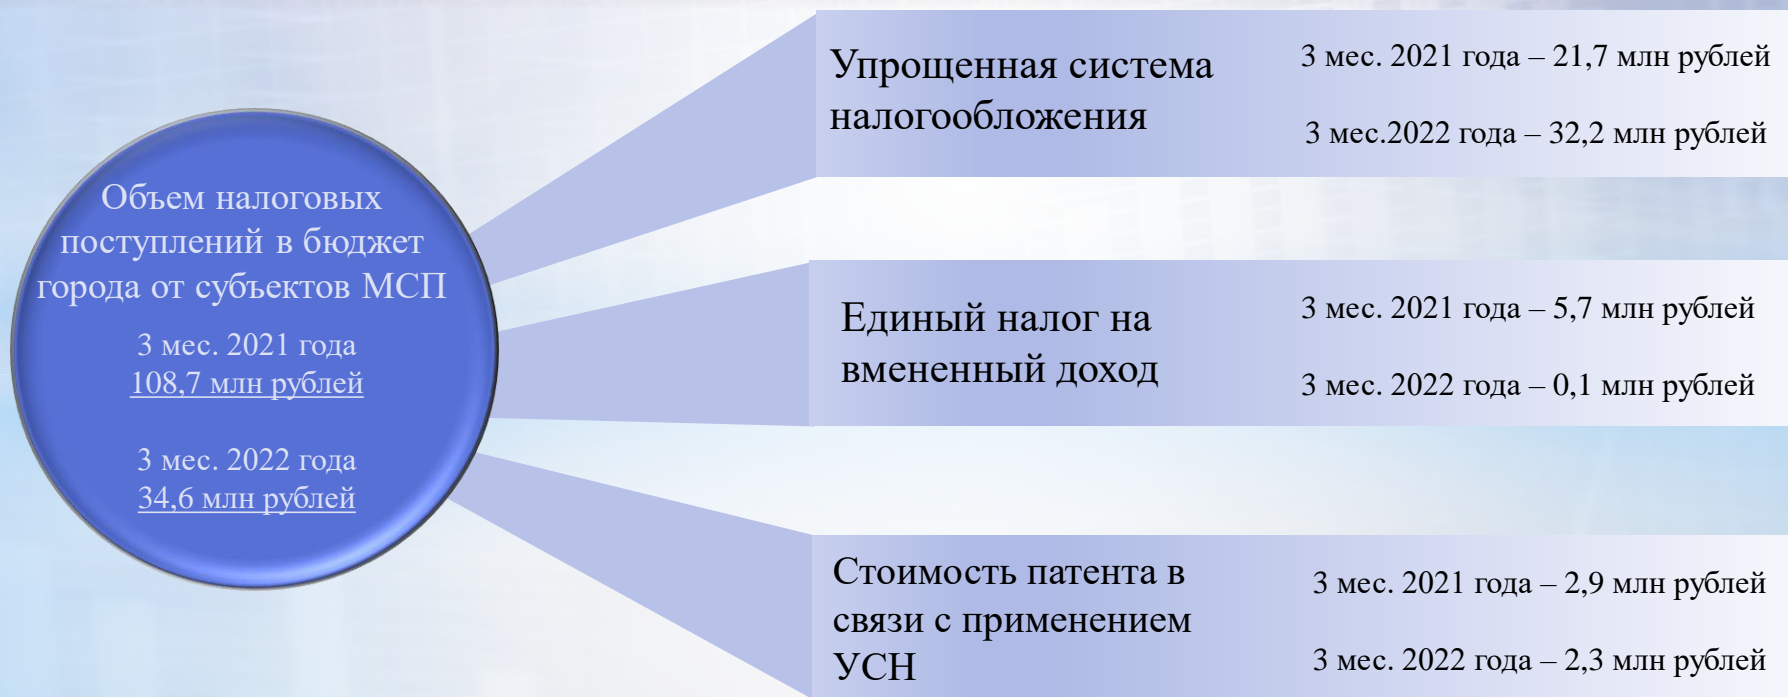 Объем налоговых
поступлений в бюджет
города от субъектов МСП
3 мес. 2021 года
108,7 млн рублей
3 мес. 2022 года
34,6 млн рублей
Упрощенная система
налогообложения
3 мес. 2021 года – 21,7 млн рублей
3 мес.2022 года – 32,2 млн рублей
Единый налог на
вмененный доход
3 мес. 2021 года – 5,7 млн рублей
3 мес. 2022 года – 0,1 млн рублей
Стоимость патента в
связи с применением
УСН
3 мес. 2021 года – 2,9 млн рублей
3 мес. 2022 года – 2,3 млн рублей